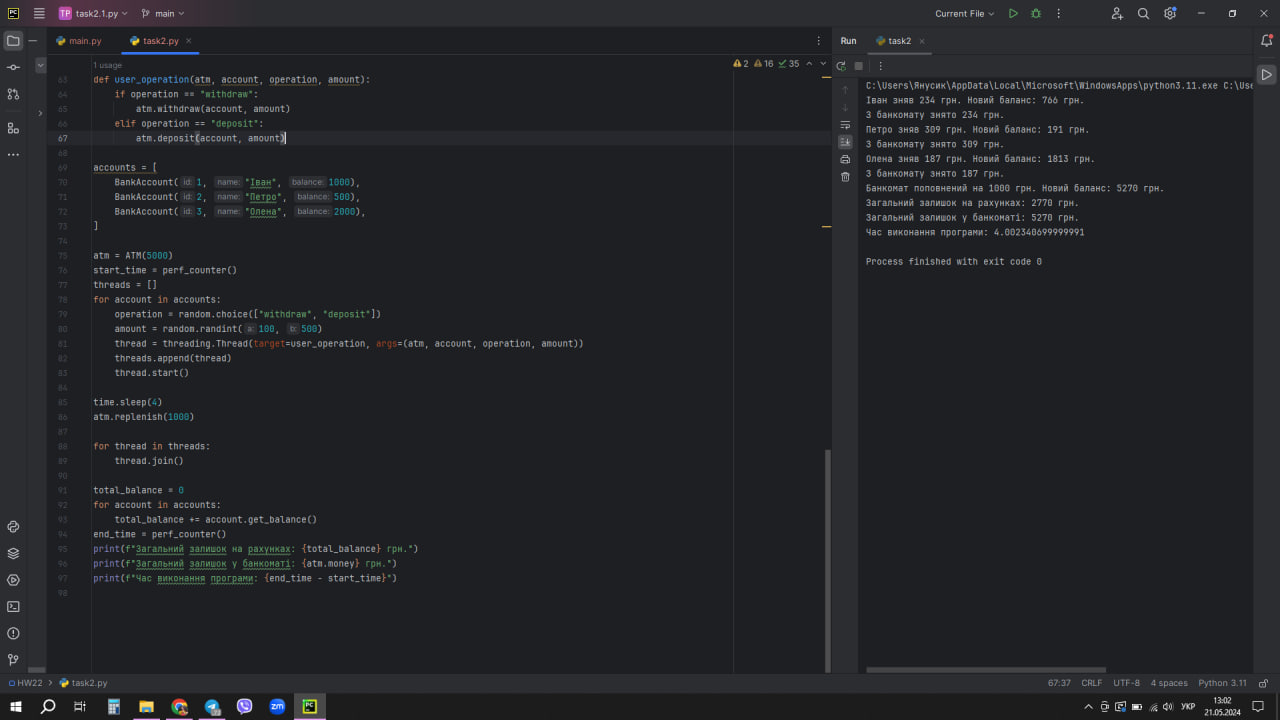 TP task2.1.py main Current File
main.py task2.py Run task2
1 usage 2 16 35
63 def user_operation(atm, account, operation, amount):
64 if operation == "withdraw":
65 atm.withdraw(account, amount)
66 elif operation == "deposit":
67 atm.deposit(account, amount)
68
69 accounts = [
70 BankAccount( id: 1, name: "Іван", balance: 1000),
71 BankAccount( id: 2, name: "Петро", balance: 500),
72 BankAccount( id: 3, name: "Олена", balance: 2000),
73 ]
74
75 atm = ATM(5000)
76 start_time = perf_counter()
77 threads = []
78 for account in accounts:
79 operation = random.choice(["withdraw", "deposit"])
80 amount = random.randint( a: 100, b: 500)
81 thread = threading.Thread(target=user_operation, args=(atm, account, operation, amount))
82 threads.append(thread)
83 thread.start()
84
85 time.sleep(4)
86 atm.replenish(1000)
87
88 for thread in threads:
89 thread.join()
90
91 total_balance = 0
92 for account in accounts:
93 total_balance += account.get_balance()
94 end_time = perf_counter()
95 print(f"Загальний залишок на рахунках: {total_balance} грн.")
96 print(f"Загальний залишок у банкоматі: {atm.money} грн.")
97 print(f"Час виконання програми: {end_time - start_time}")
98
C:\Users\Янусик\AppData\Local\Microsoft\WindowsApps\python3.11.exe C:\Use
Іван зняв 234 грн. Новий баланс: 766 грн.
З банкомату знято 234 грн.
Петро зняв 309 грн. Новий баланс: 191 грн.
З банкомату знято 309 грн.
Олена зняв 187 грн. Новий баланс: 1813 грн.
З банкомату знято 187 грн.
Банкомат поповнений на 1000 грн. Новий баланс: 5270 грн.
Загальний залишок на рахунках: 2770 грн.
Загальний залишок у банкоматі: 5270 грн.
Час виконання програми: 4.002340699999991
Process finished with exit code 0
HW22 task2.py 67:37 CRLF UTF-8 4 spaces Python 3.11
zm PC УКР 13:02
21.05.2024